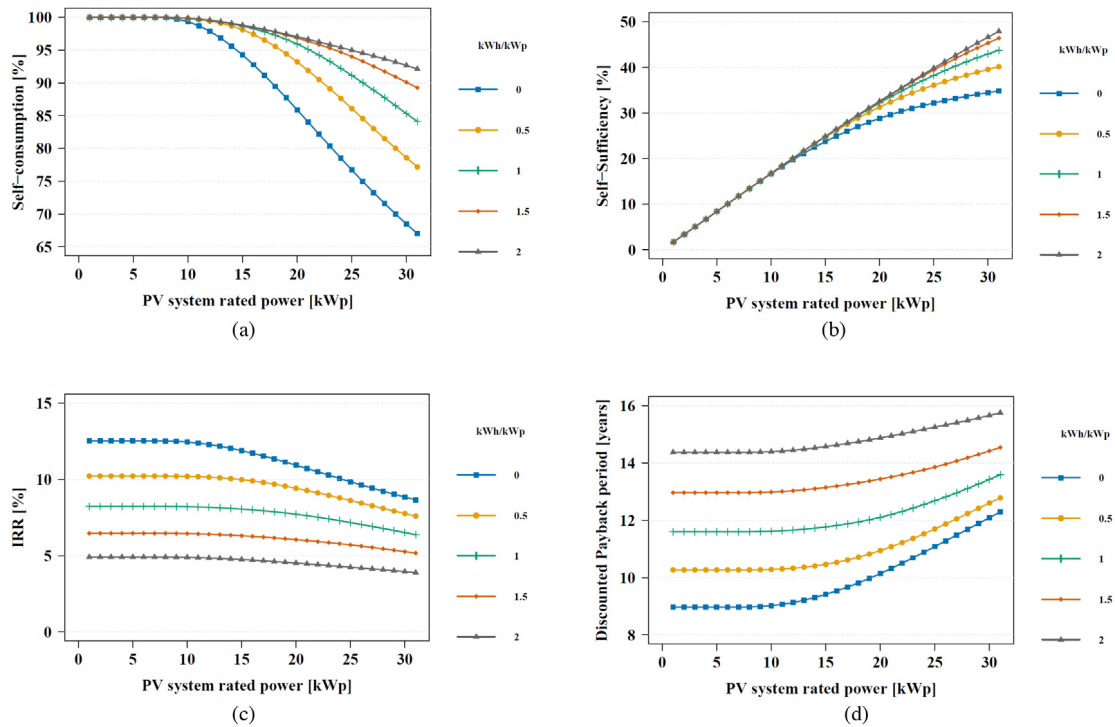 100
95
90
85
80
75
70
65
Self-consumption [%]
0 5 10 15 20 25 30
PV system rated power [kWp]
kWh/kWp
0
0.5
1
1.5
2
(a)
50
40
30
20
10
0
Self-Sufficiency [%]
0 5 10 15 20 25 30
PV system rated power [kWp]
kWh/kWp
0
0.5
1
1.5
2
(b)
15
10
5
0
IRR [%]
0 5 10 15 20 25 30
PV system rated power [kWp]
kWh/kWp
0
0.5
1
1.5
2
(c)
16
14
12
10
8
Discounted Payback period [years]
0 5 10 15 20 25 30
PV system rated power [kWp]
kWh/kWp
0
0.5
1
1.5
2
(d)